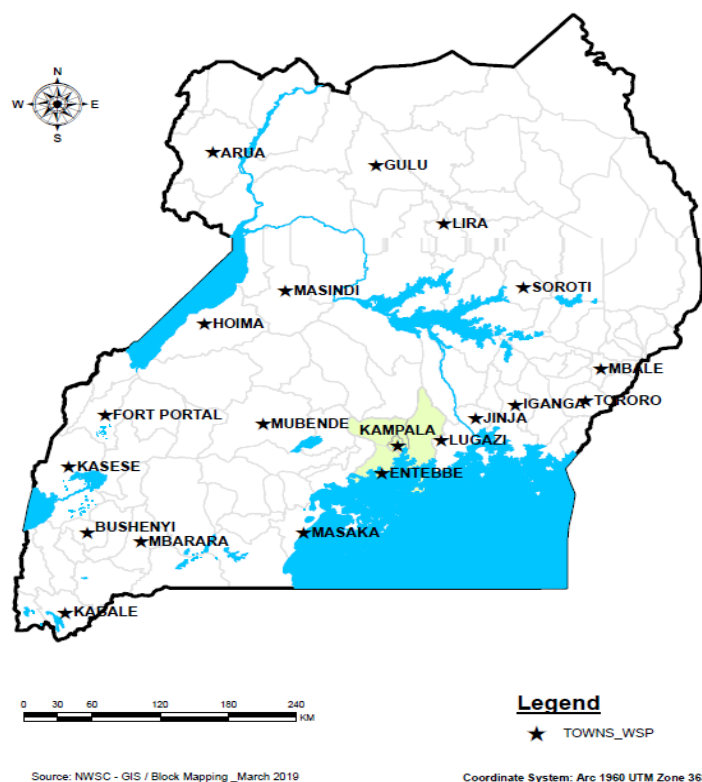 N
W E
S
ARUA
GULU
LIRA
MASINDI
SOROTI
HOIMA
MBALE
FORT PORTAL
IGANGA
TORORO
MUBENDE
JINJA
KAMPALA
LUGAZI
KASESE
ENTEBBE
BUSHENYI
MASAKA
MBARARA
KABALE
0 30 60 120 180 240
KM
Legend
TOWNS_WSP
Source: NWSC - GIS / Block Mapping _March 2019
Coordinate System: Arc 1960 UTM Zone 36